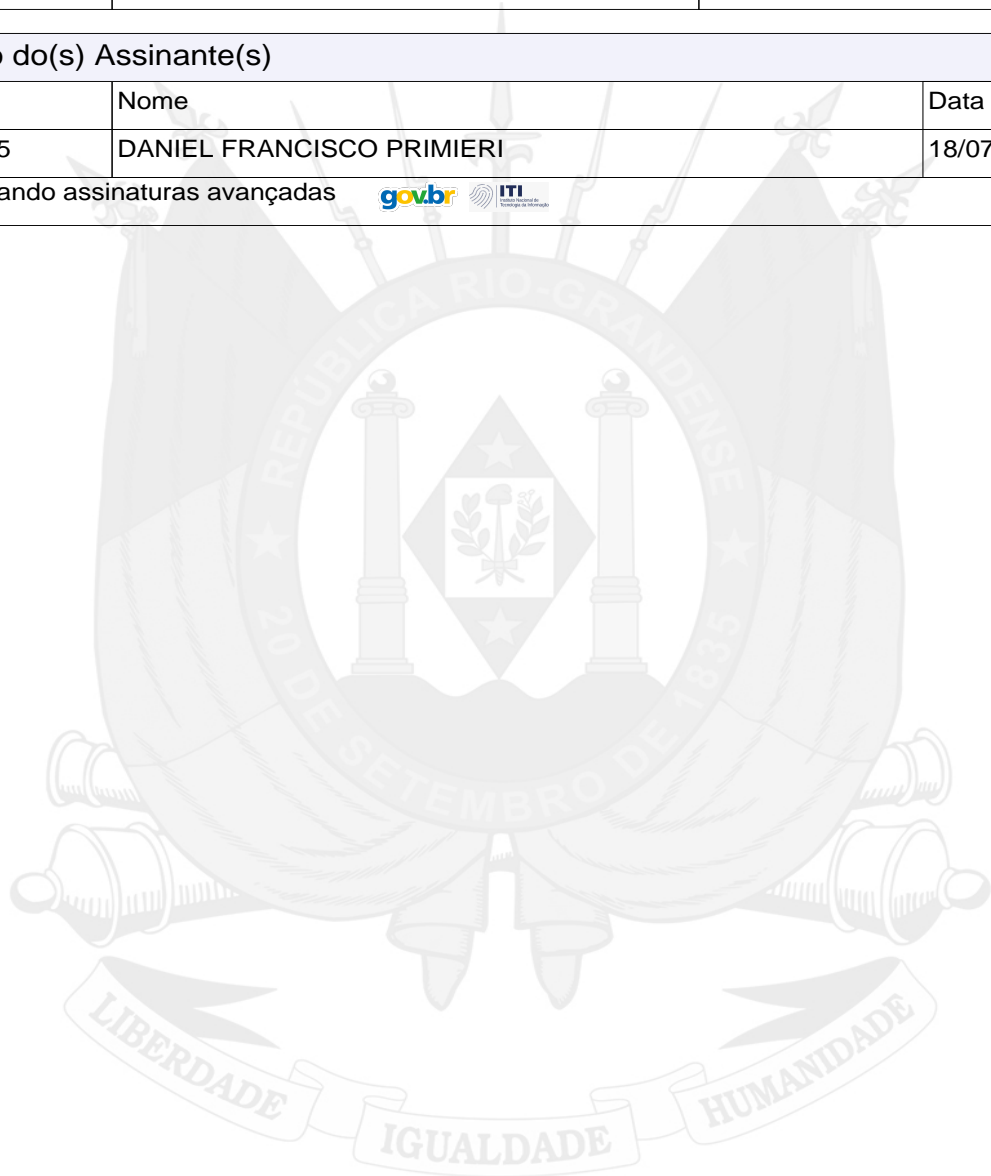 o do(s) Assinante(s)
Nome Data
5 DANIEL FRANCISCO PRIMIERI 18/07
ando assinaturas avançadas gov.br ITI
REPÚBLICA RIO-GRANDENSE
20 DE SETEMBRO DE 1835
LIBERDADE IGUALDADE HUMANIDADE